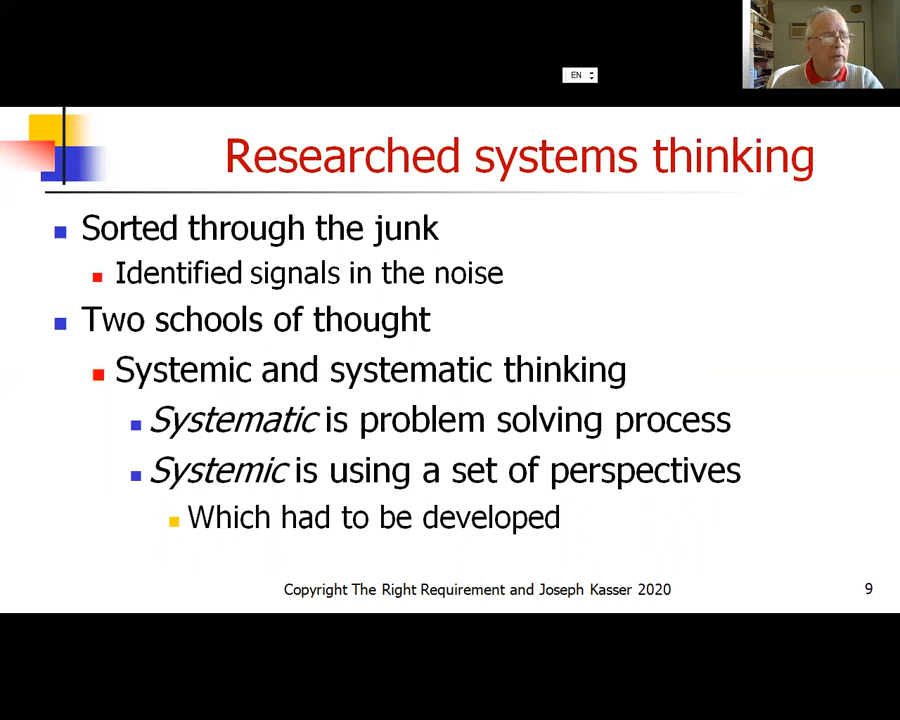 EN
Researched systems thinking
Sorted through the junk
Identified signals in the noise
Two schools of thought
Systemic and systematic thinking
Systematic is problem solving process
Systemic is using a set of perspectives
Which had to be developed
Copyright The Right Requirement and Joseph Kasser 2020
9